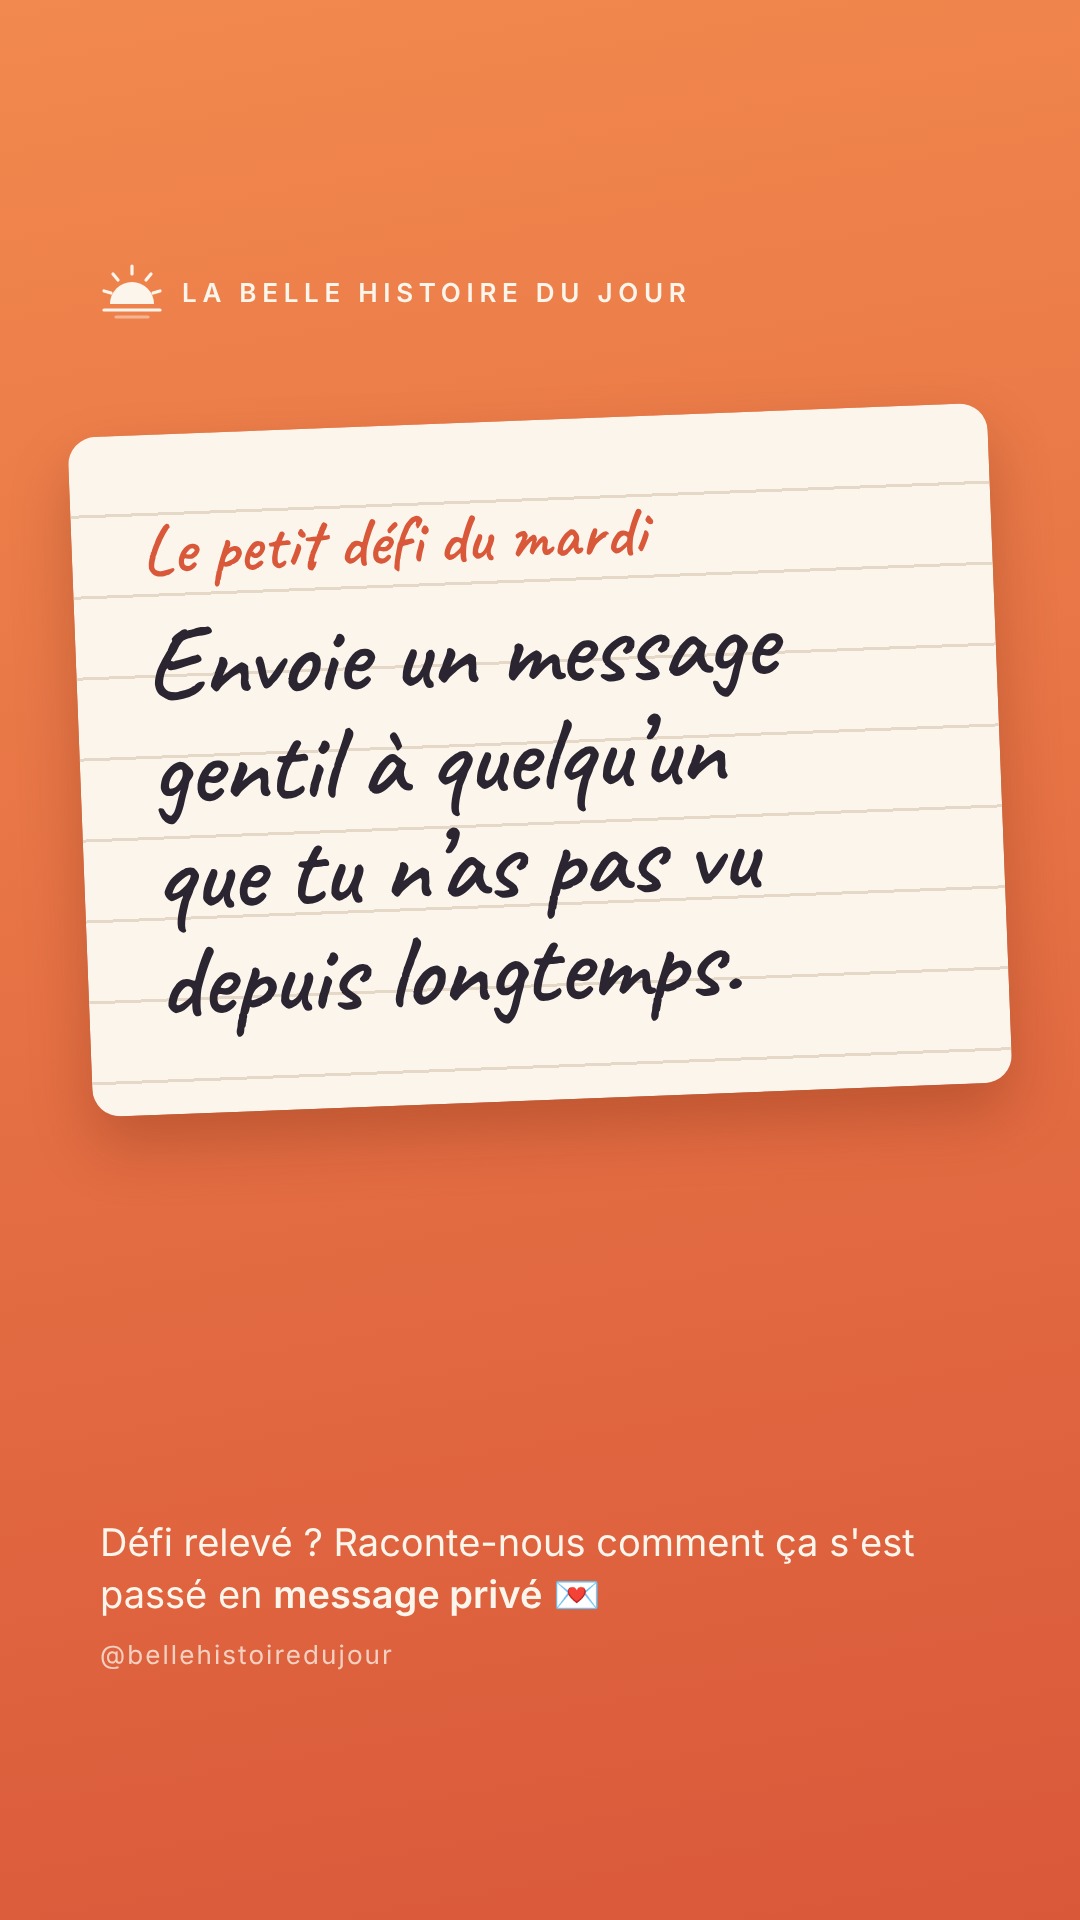 LA BELLE HISTOIRE DU JOUR
Le petit défi du mardi
Envoie un message
gentil à quelqu’un
que tu n’as pas vu
depuis longtemps.
Défi relevé ? Raconte-nous comment ça s'est
passé en message privé 💌
@bellehistoiredujour